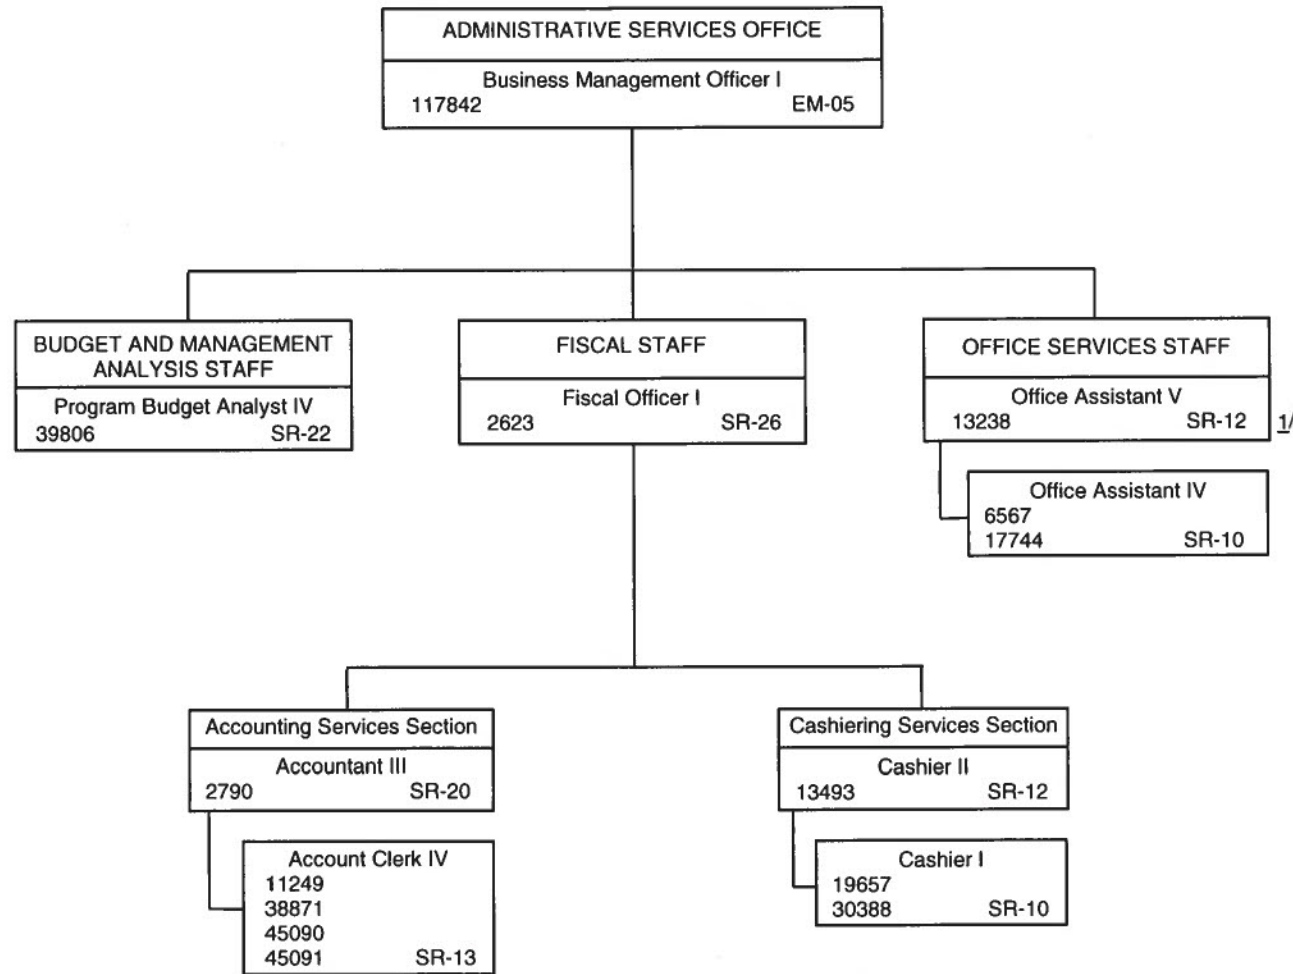 ADMINISTRATIVE SERVICES OFFICE
Business Management Officer I
117842 EM-05
BUDGET AND MANAGEMENT
ANALYSIS STAFF
Program Budget Analyst IV
39806 SR-22
FISCAL STAFF
Fiscal Officer I
2623 SR-26
OFFICE SERVICES STAFF
Office Assistant V
13238 SR-12 1/
Office Assistant IV
6567
17744 SR-10
Accounting Services Section
Accountant III
2790 SR-20
Account Clerk IV
11249
38871
45090
45091 SR-13
Cashiering Services Section
Cashier II
13493 SR-12
Cashier I
19657
30388 SR-10